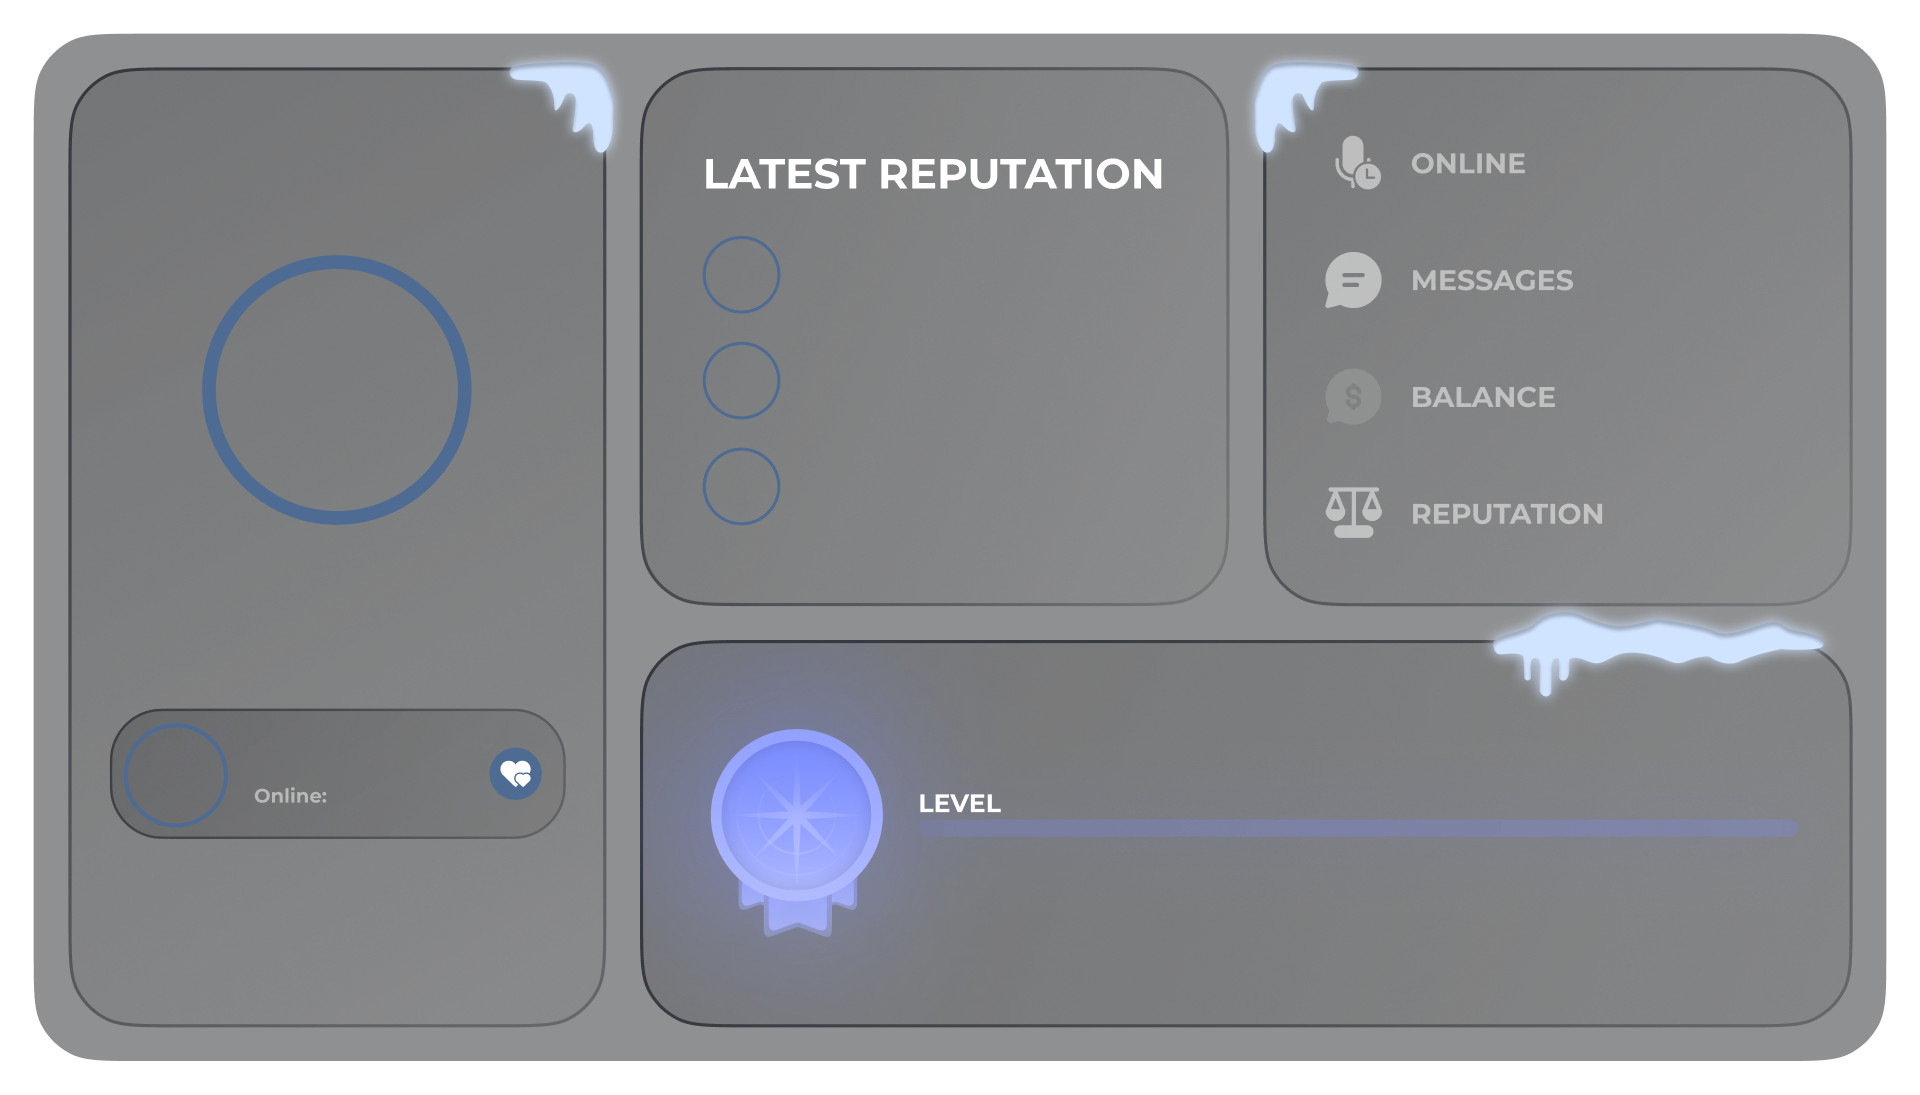 LATEST REPUTATION
ONLINE
MESSAGES
$
BALANCE
REPUTATION
Online:
LEVEL